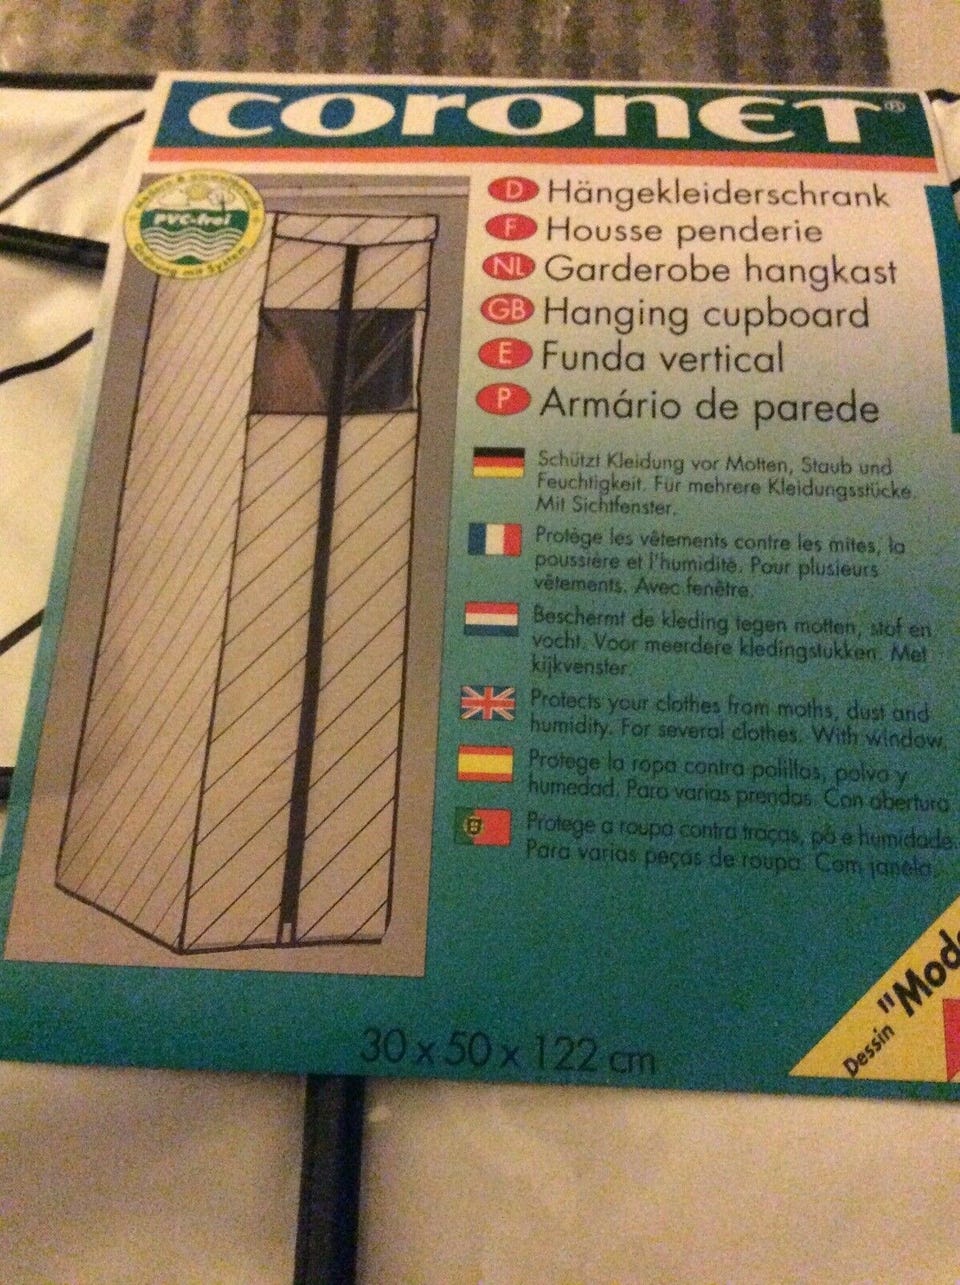 CORONET®
PVC-frei
Ordnung mit System
D Hängekleiderschrank
F Housse penderie
NL Garderobe hangkast
GB Hanging cupboard
E Funda vertical
P Armário de parede
Schützt Kleidung vor Motten, Staub und
Feuchtigkeit. Für mehrere Kleidungsstücke.
Mit Sichtfenster.
Protège les vêtements contre les mites, la
poussière et l'humidité. Pour plusieurs
vêtements. Avec fenêtre.
Beschermt de kleding tegen motten, stof en
vocht. Voor meerdere kledingstukken. Met
kijkvenster.
Protects your clothes from moths, dust and
humidity. For several clothes. With window.
Protege la ropa contra polillas, polvo y
humedad. Para varias prendas. Con abertura
Protege a roupa contra traças, pó e humidade.
Para varias peças de roupa. Com janela.
Dessin "Mode
30 x 50 x 122 cm